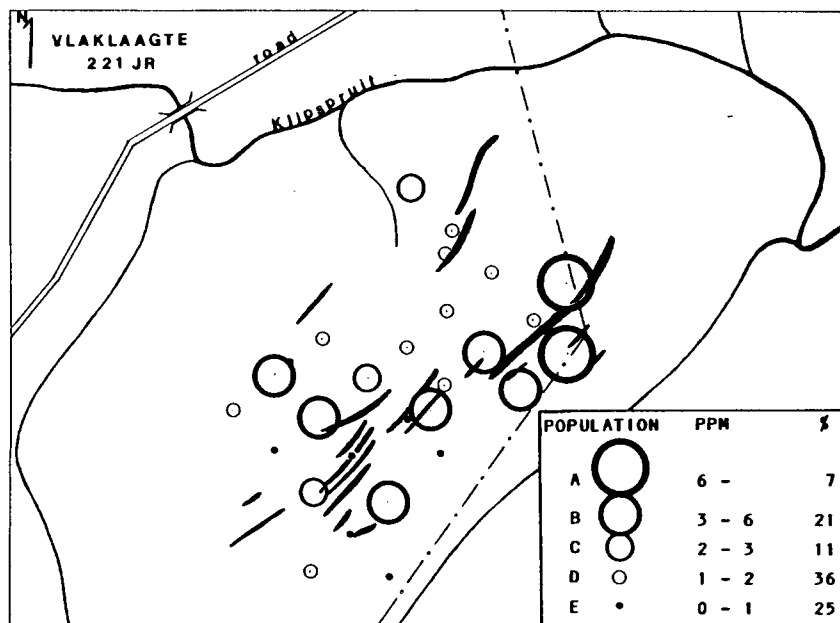 N
VLAKLAAGTE
221 JR
road
Klipspruit
POPULATION PPM %
A 6 - 7
B 3 - 6 21
C 2 - 3 11
D 1 - 2 36
E 0 - 1 25